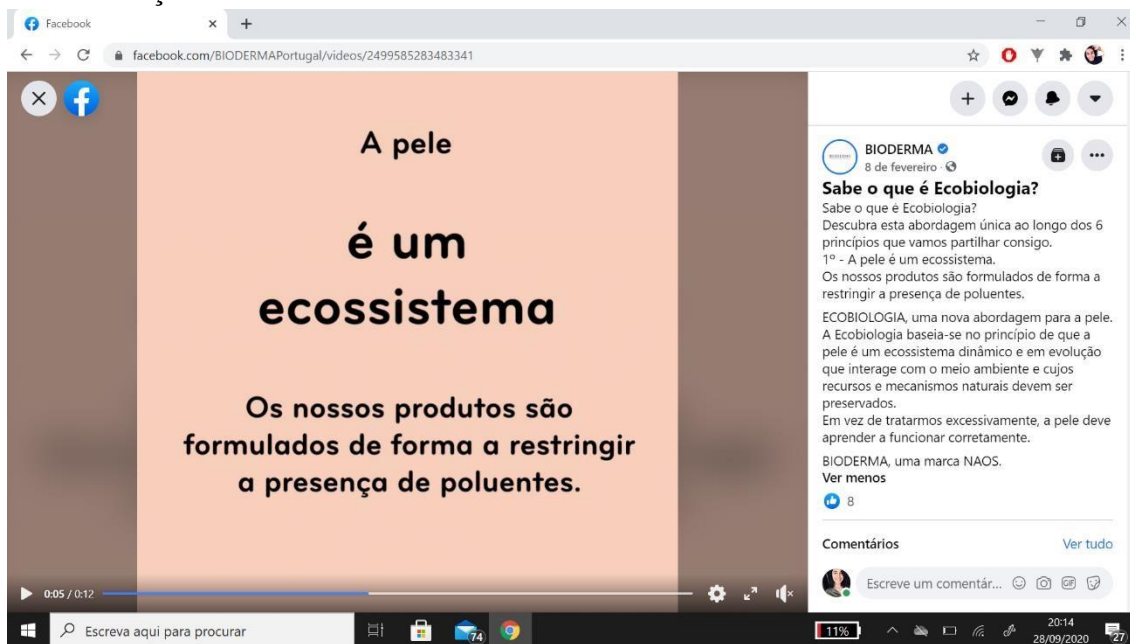 Facebook
facebook.com/BIODERMAPortugal/videos/2499585283483341
A pele
é um
ecossistema
Os nossos produtos são
formulados de forma a restringir
a presença de poluentes.
0:05 / 0:12
BIODERMA
8 de fevereiro
Sabe o que é Ecobiologia?
Sabe o que é Ecobiologia?
Descubra esta abordagem única ao longo dos 6
princípios que vamos partilhar consigo.
1º - A pele é um ecossistema.
Os nossos produtos são formulados de forma a
restringir a presença de poluentes.
ECOBIOLOGIA, uma nova abordagem para a pele.
A Ecobiologia baseia-se no princípio de que a
pele é um ecossistema dinâmico e em evolução
que interage com o meio ambiente e cujos
recursos e mecanismos naturais devem ser
preservados.
Em vez de tratarmos excessivamente, a pele deve
aprender a funcionar corretamente.
BIODERMA, uma marca NAOS.
Ver menos
8
Comentários Ver tudo
Escreve um comentár...
GIF
Escreva aqui para procurar
74
11%
20:14
28/09/2020
27